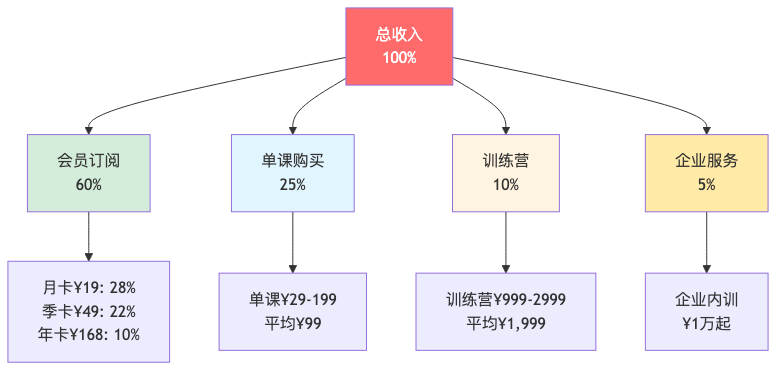 总收入
100%
会员订阅
60%
单课购买
25%
训练营
10%
企业服务
5%
月卡¥19: 28%
季卡¥49: 22%
年卡¥168: 10%
单课¥29-199
平均¥99
训练营¥999-2999
平均¥1,999
企业内训
¥1万起